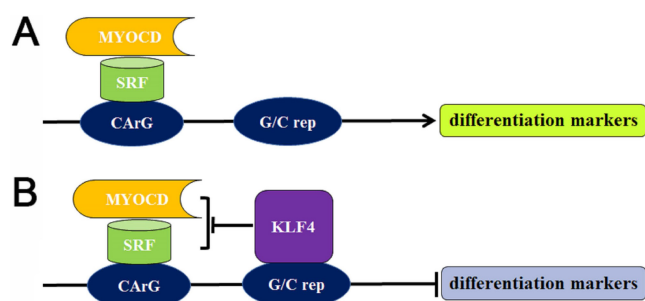 A
MYOCD
SRF
CArG
G/C rep
differentiation markers
B
MYOCD
KLF4
SRF
CArG
G/C rep
differentiation markers